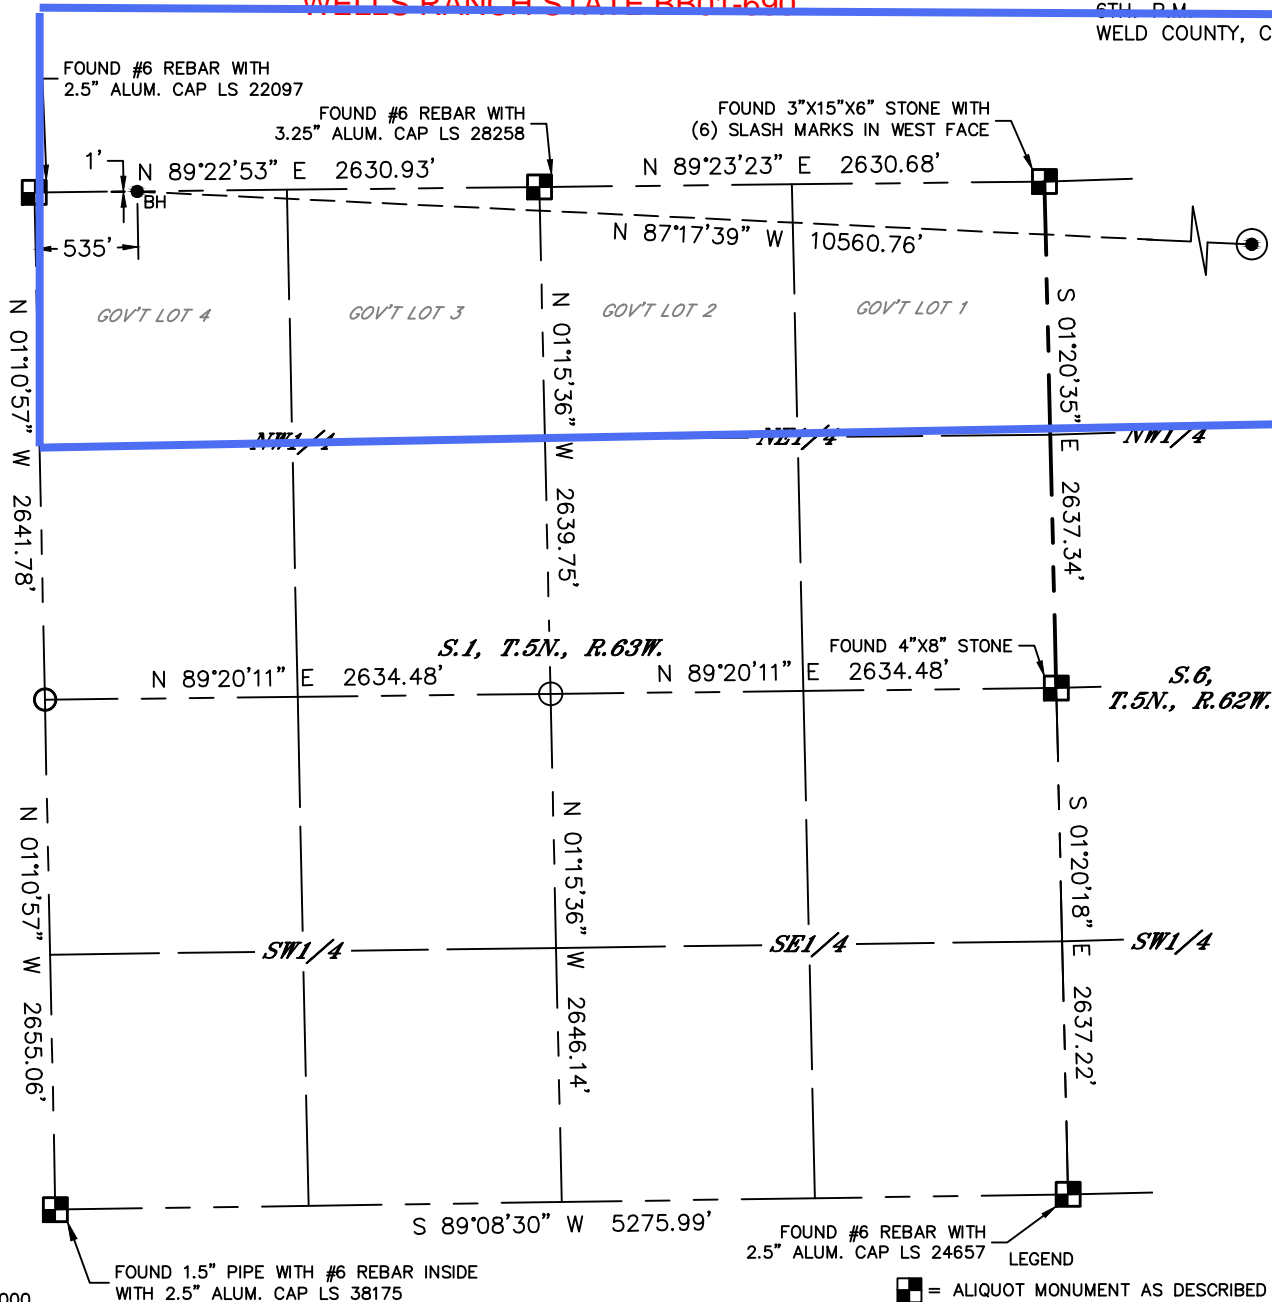 WELLS RANCH STATE BB01-690
6TH. P.M.
WELD COUNTY, C
FOUND #6 REBAR WITH
2.5" ALUM. CAP LS 22097
FOUND #6 REBAR WITH
3.25" ALUM. CAP LS 28258
FOUND 3"X15"X6" STONE WITH
(6) SLASH MARKS IN WEST FACE
1'
N 89°22'53" E 2630.93'
N 89°23'23" E 2630.68'
BH
535'
N 87°17'39" W 10560.76'
GOV'T LOT 4
GOV'T LOT 3
GOV'T LOT 2
GOV'T LOT 1
N 01°10'57" W 2641.78'
N 01°15'36" W 2639.75'
S 01°20'35" E 2637.34'
NW1/4
NE1/4
NW1/4
S.1, T.5N., R.63W.
FOUND 4"X8" STONE
N 89°20'11" E 2634.48'
N 89°20'11" E 2634.48'
S.6,
T.5N., R.62W.
N 01°10'57" W 2655.06'
N 01°15'36" W 2646.14'
S 01°20'18" E 2637.22'
SW1/4
SE1/4
SW1/4
S 89°08'30" W 5275.99'
FOUND #6 REBAR WITH
2.5" ALUM. CAP LS 24657
LEGEND
FOUND 1.5" PIPE WITH #6 REBAR INSIDE
WITH 2.5" ALUM. CAP LS 38175
= ALIQUOT MONUMENT AS DESCRIBED
000